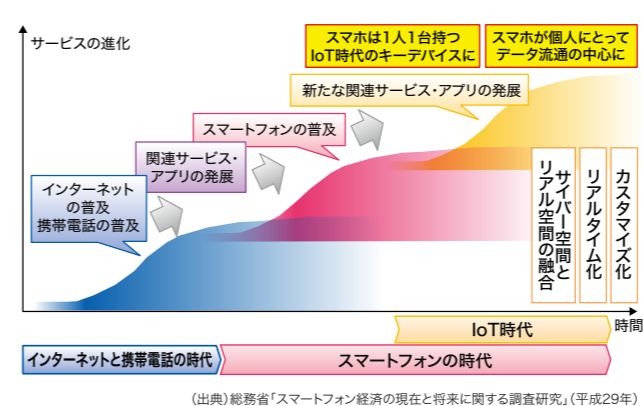 サービスの進化
スマホは1人1台持つ
IoT時代のキーデバイスに
スマホが個人にとって
データ流通の中心に
新たな関連サービス・アプリの発展
スマートフォンの普及
関連サービス・
アプリの発展
インターネット
の普及
携帯電話の普及
サイバー空間と
リアル空間の融合
リアルタイム化
カスタマイズ化
時間
IoT時代
インターネットと携帯電話の時代
スマートフォンの時代
（出典）総務省「スマートフォン経済の現在と将来に関する調査研究」（平成29年）